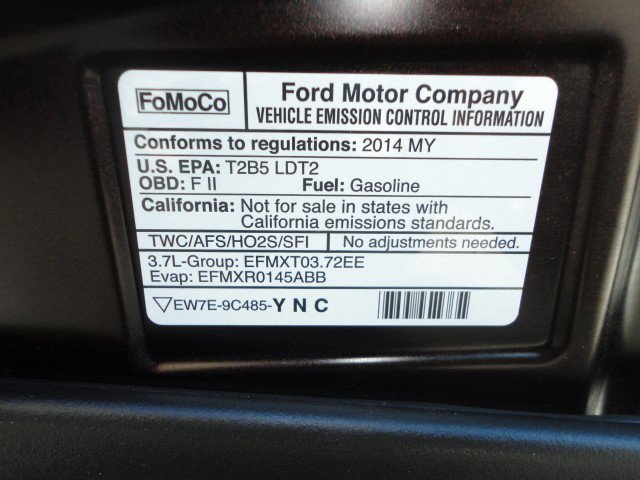 FoMoCo
Ford Motor Company
VEHICLE EMISSION CONTROL INFORMATION
Conforms to regulations: 2014 MY
U.S. EPA: T2B5 LDT2
OBD: F II Fuel: Gasoline
California: Not for sale in states with
California emissions standards.
TWC/AFS/HO2S/SFI No adjustments needed.
3.7L-Group: EFMXT03.72EE
Evap: EFMXR0145ABB
▽EW7E-9C485-Y N C